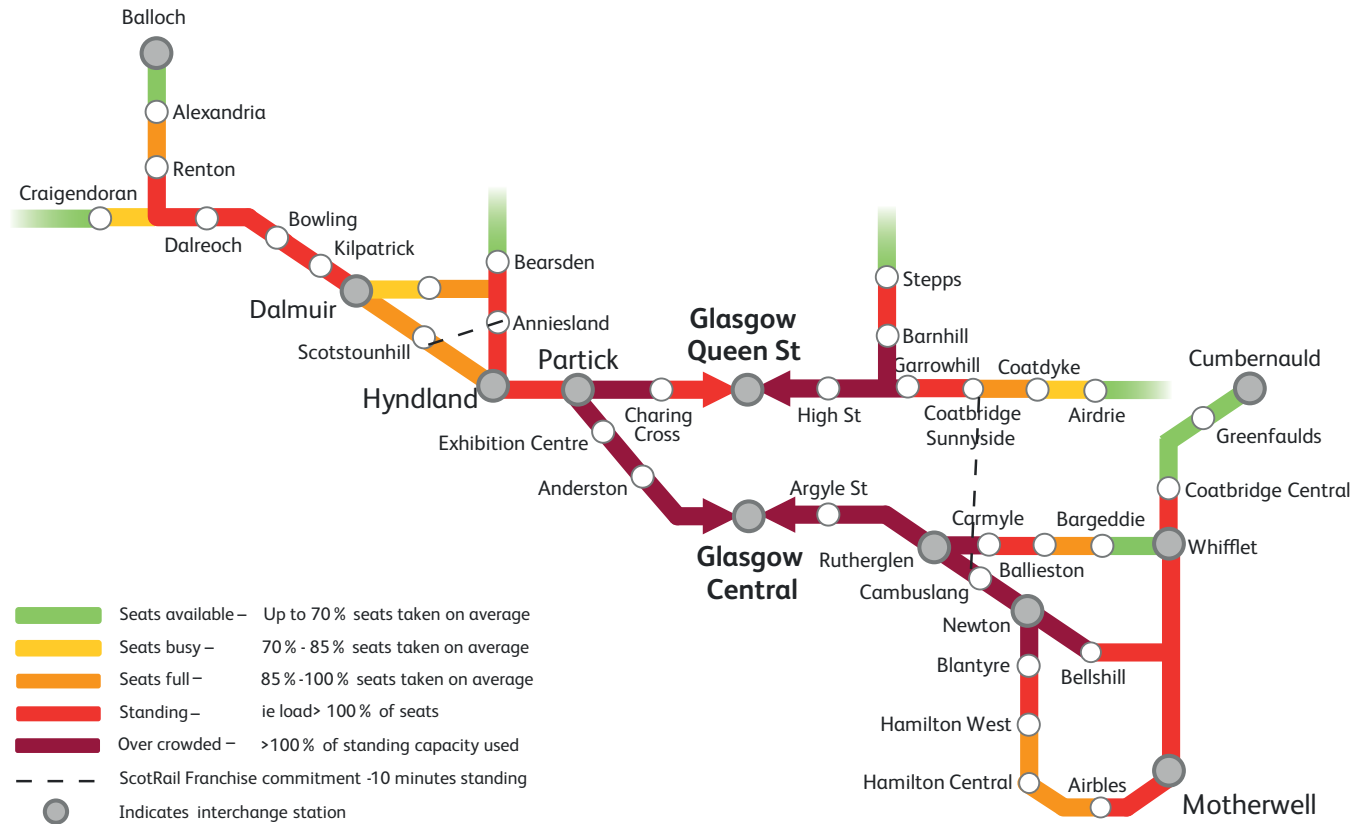 Balloch
Alexandria
Renton
Craigendoran
Dalreoch
Bowling
Kilpatrick
Dalmuir
Bearsden
Anniesland
Scotstounhill
Hyndland
Partick
Exhibition Centre
Anderston
Charing
Cross
Glasgow
Queen St
High St
Stepps
Barnhill
Garrowhill
Coatbridge
Sunnyside
Coatdyke
Airdrie
Cumbernauld
Greenfaulds
Coatbridge Central
Whifflet
Argyle St
Glasgow
Central
Rutherglen
Carmyle
Ballieston
Bargeddie
Cambuslang
Newton
Blantyre
Bellshill
Hamilton West
Hamilton Central
Airbles
Motherwell
Seats available – Up to 70 % seats taken on average
Seats busy – 70 % - 85 % seats taken on average
Seats full – 85 % -100 % seats taken on average
Standing – ie load> 100 % of seats
Over crowded – >100 % of standing capacity used
ScotRail Franchise commitment -10 minutes standing
Indicates interchange station